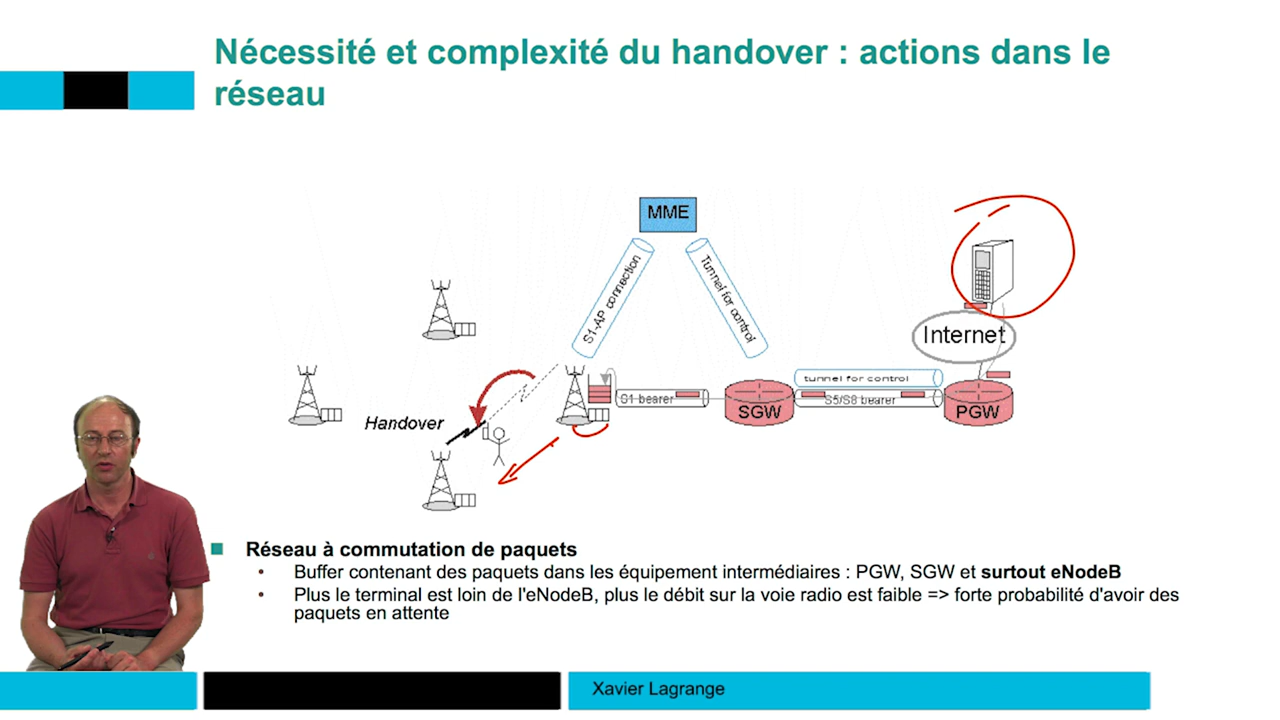 Nécessité et complexité du handover : actions dans le
réseau
MME
S1-AP connection
Tunnel for control
Internet
tunnel for control
S1 bearer
S5/S8 bearer
SGW
PGW
Handover
Réseau à commutation de paquets
• Buffer contenant des paquets dans les équipement intermédiaires : PGW, SGW et surtout eNodeB
• Plus le terminal est loin de l'eNodeB, plus le débit sur la voie radio est faible => forte probabilité d'avoir des
paquets en attente
Xavier Lagrange